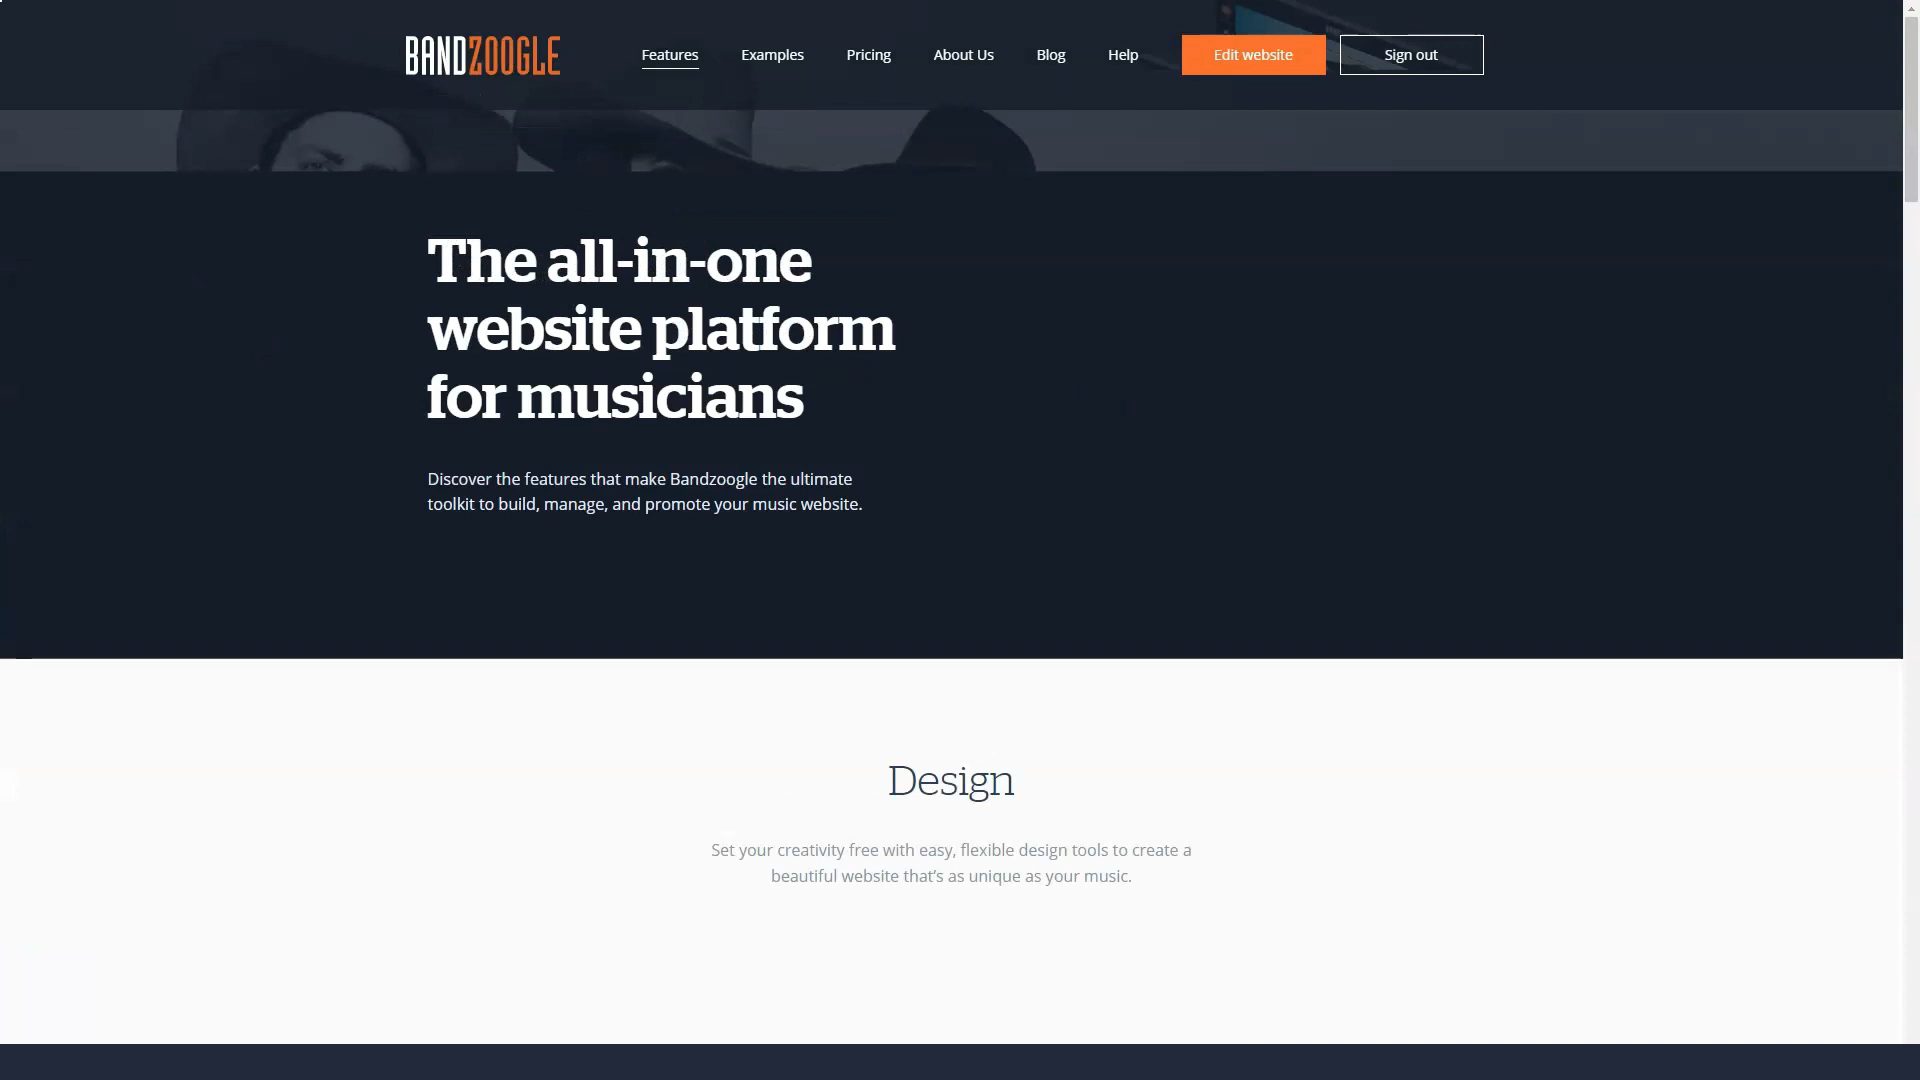 BANDZOOGLE
Features
Examples
Pricing
About Us
Blog
Help
Edit website
Sign out
The all-in-one
website platform
for musicians
Discover the features that make Bandzoogle the ultimate
toolkit to build, manage, and promote your music website.
Design
Set your creativity free with easy, flexible design tools to create a
beautiful website that’s as unique as your music.